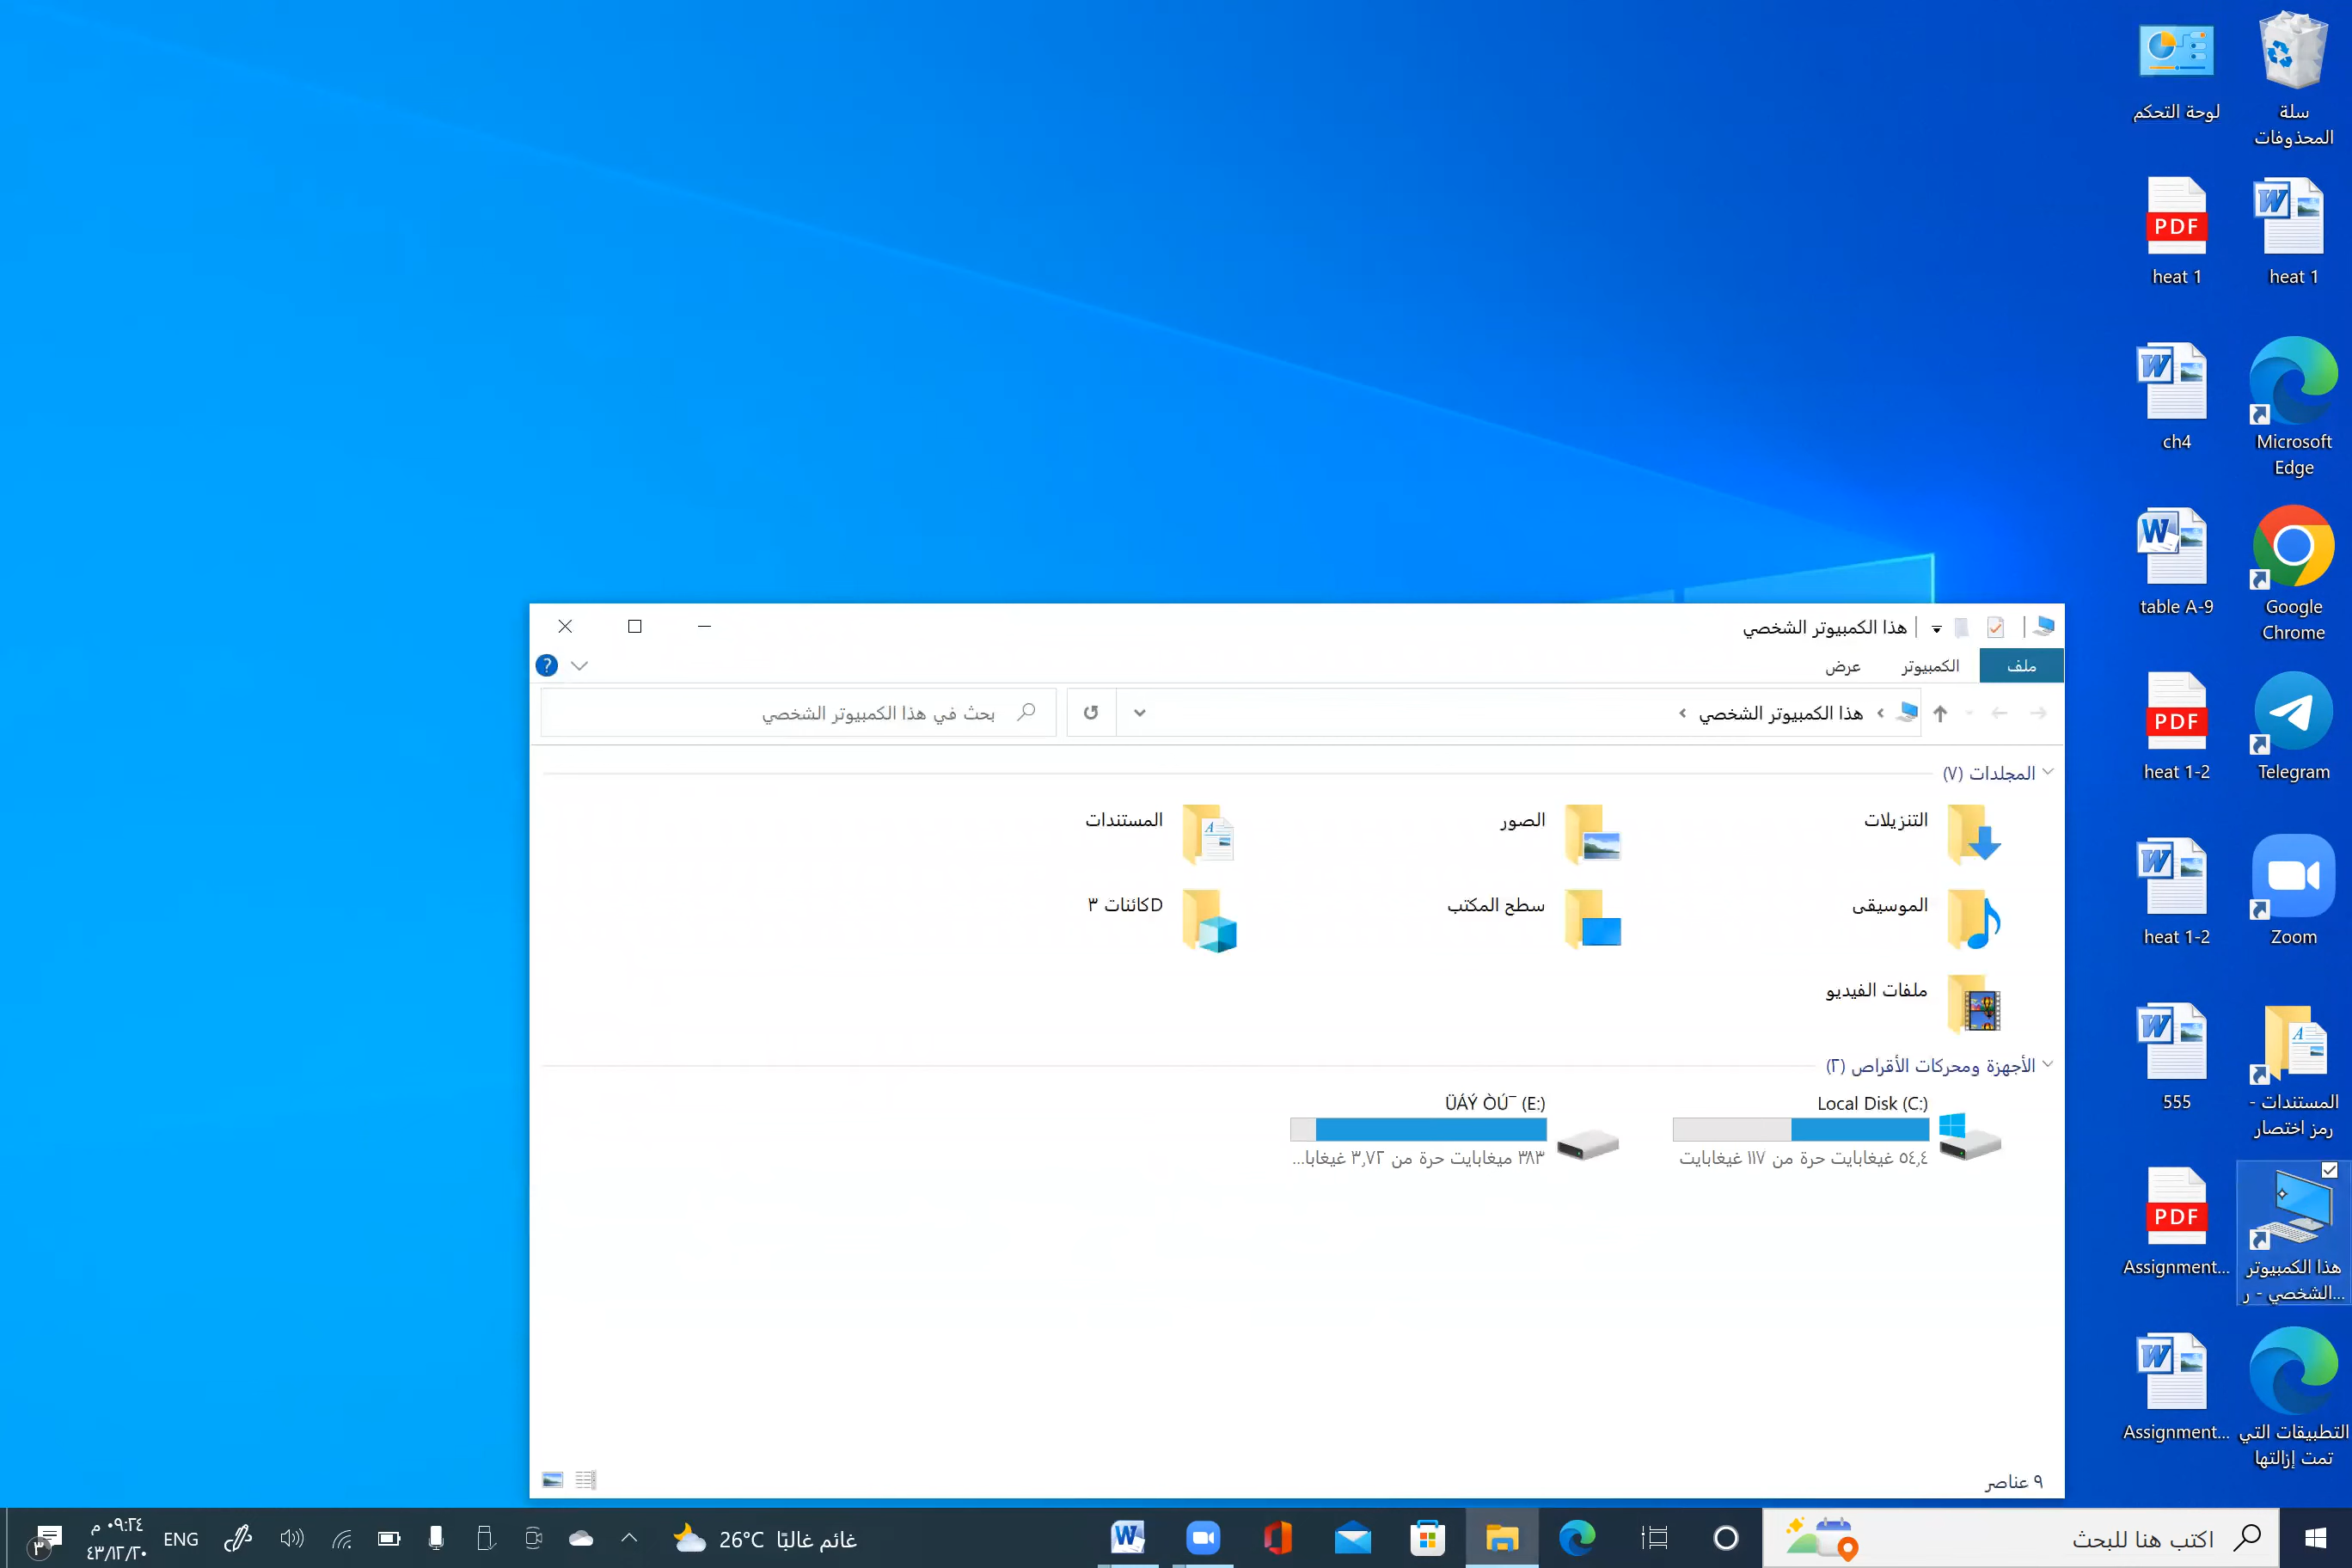 سلة
المحذوفات
لوحة التحكم
heat 1
PDF
heat 1
Microsoft
Edge
ch4
Google
Chrome
table A-9
Telegram
PDF
heat 1-2
Zoom
heat 1-2
المستندات -
رمز اختصار
555
هذا الكمبيوتر
الشخصي - ر...
PDF
Assignment...
التطبيقات التي
تمت إزالتها
Assignment...
هذا الكمبيوتر الشخصي
ملف
الكمبيوتر
عرض
هذا الكمبيوتر الشخصي
بحث في هذا الكمبيوتر الشخصي
المجلدات (٧)
التنزيلات
الصور
المستندات
الموسيقى
سطح المكتب
كائنات ٣D
ملفات الفيديو
الأجهزة ومحركات الأقراص (٢)
Local Disk (C:)
٥٤٫٤ غيغابايت حرة من ١١٧ غيغابايت
ÜÁÝ ÒÚ¯ (E:)
٣٨٣ ميغابايت حرة من ٣٫٧٢ غيغابا...
٩ عناصر
اكتب هنا للبحث
26°C غائم غالبًا
ENG
٠٩:٢٤ م
٤٣/١٢/٢٠
٣